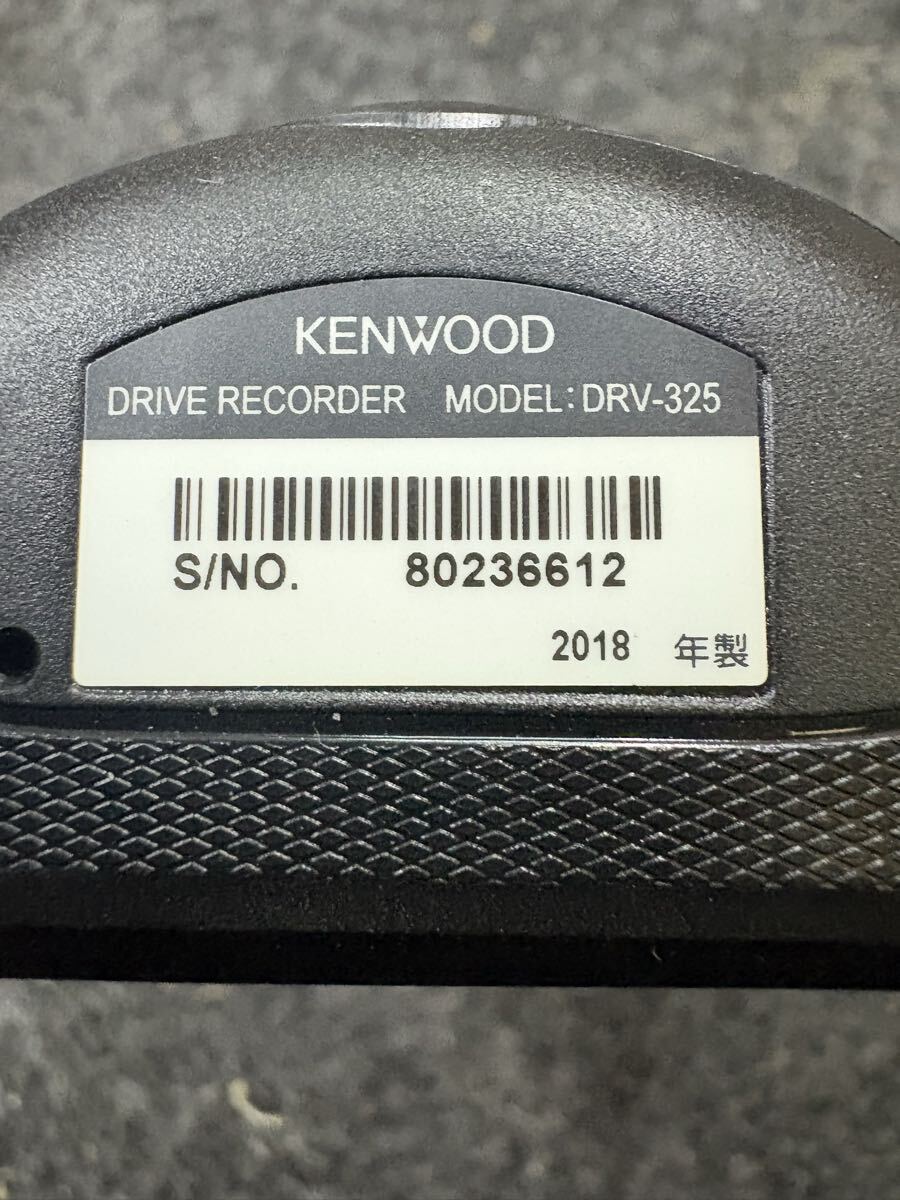 KENWOOD
DRIVE RECORDER MODEL: DRV-325
S/NO. 80236612
2018 年製